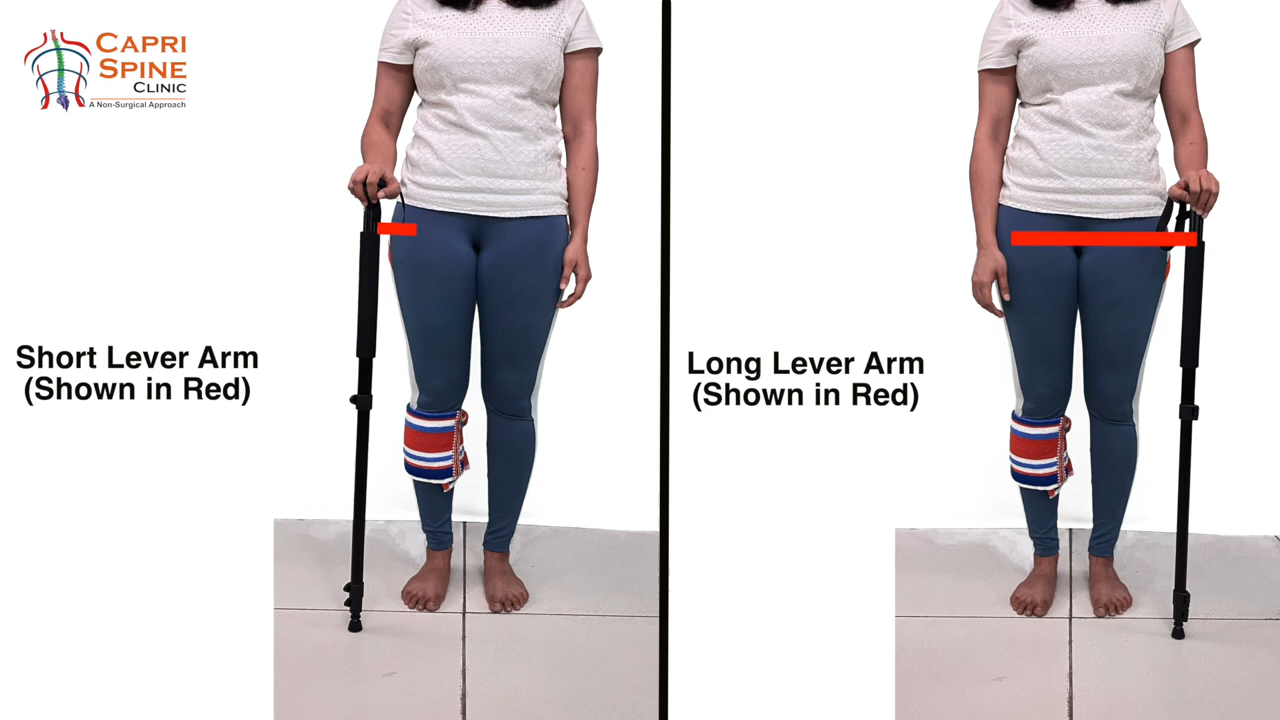 CAPRI
SPINE
CLINIC
A Non-Surgical Approach
Short Lever Arm
(Shown in Red)
Long Lever Arm
(Shown in Red)